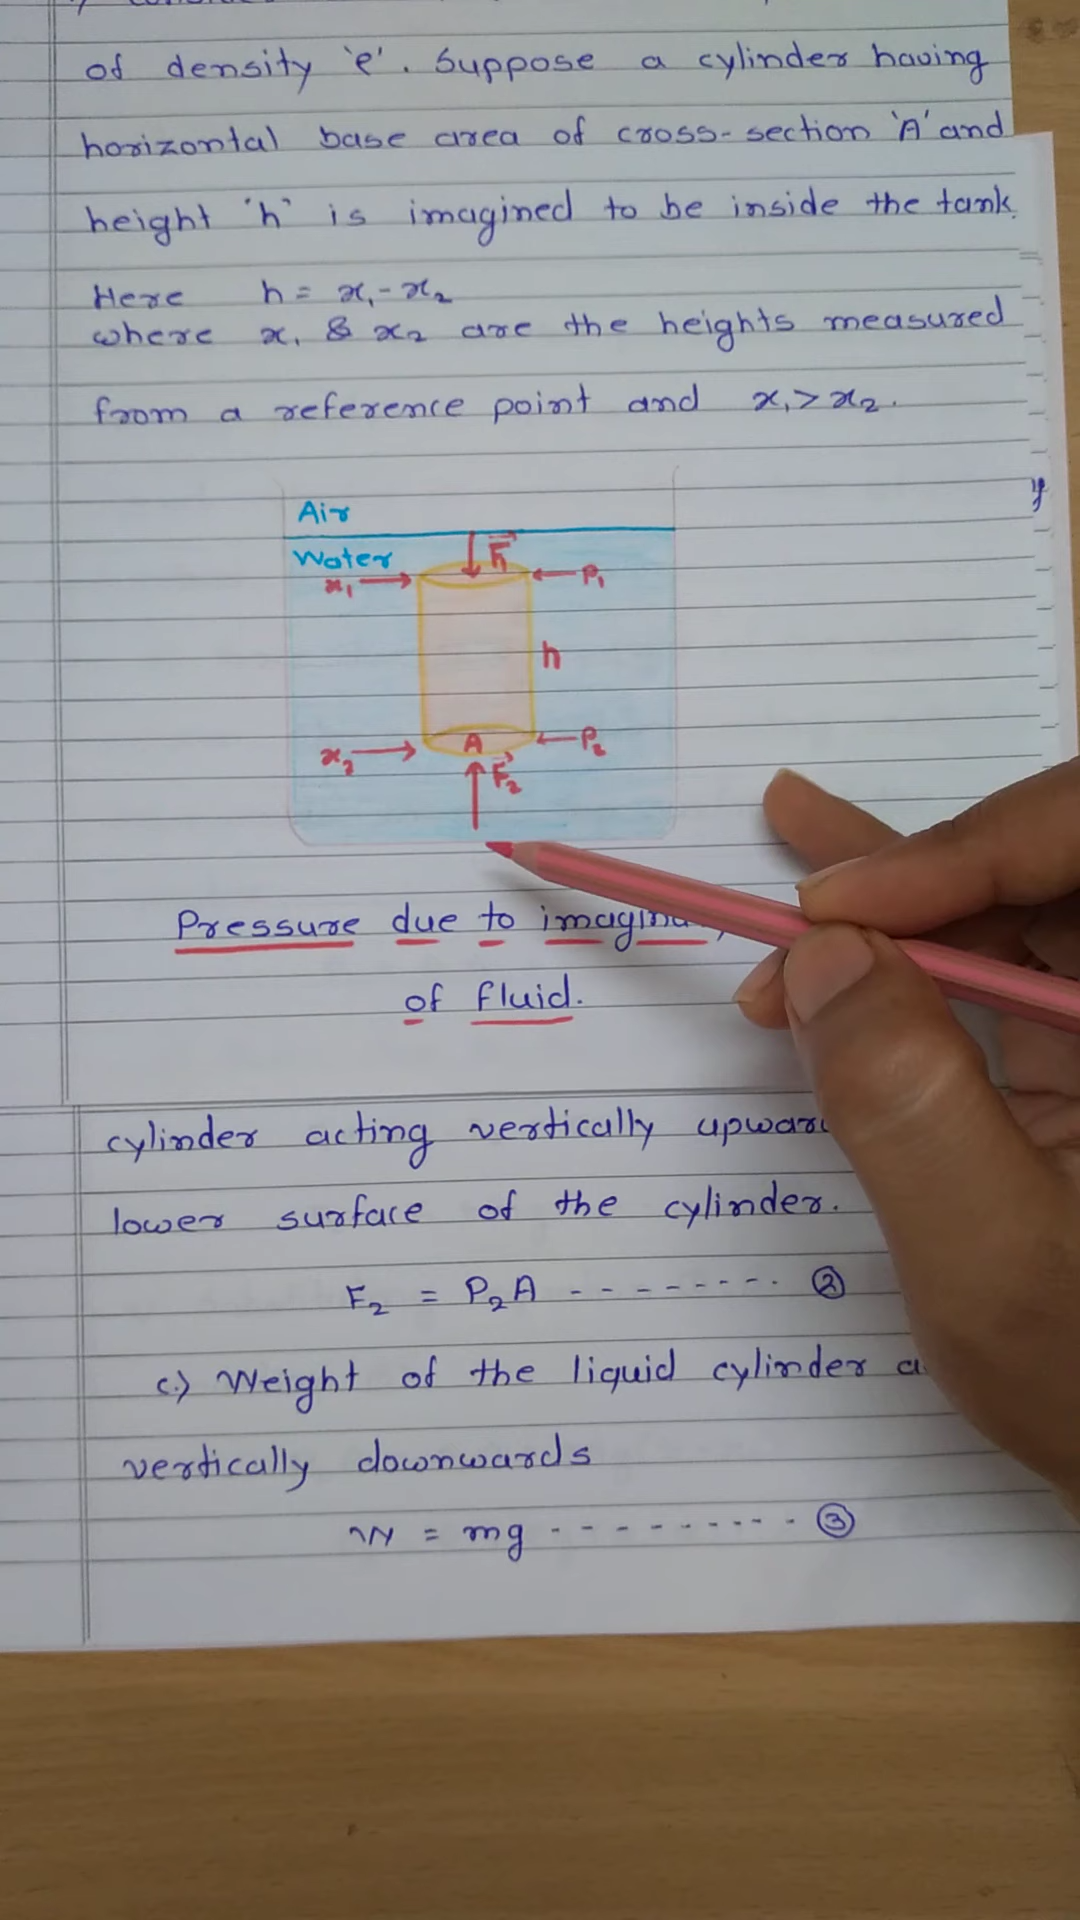 of density 'ρ'. Suppose a cylinder having
horizontal base area of cross-section 'A' and
height 'h' is imagined to be inside the tank.
Here h = x₁ - x₂
where x₁ & x₂ are the heights measured
from a reference point and x₁ > x₂.
Air
Water
F₁
x₁
P₁
h
x₂
A
P₂
F₂
Pressure due to
of fluid.
cylinder acting vertically
lower surface of the cylinder.
F₂ = P₂A - - - - - - - - ②
c.) Weight of the liquid cylinder
vertically downwards
W = mg - - - - - - - - - ③